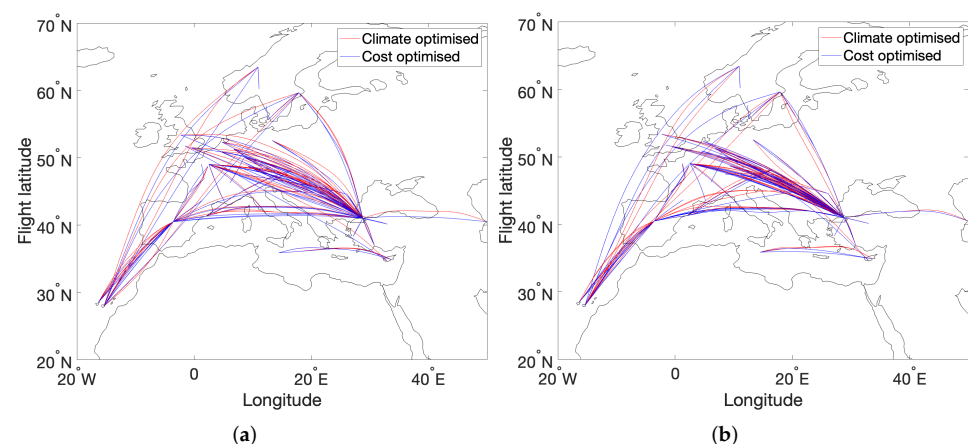 70°N
60°N
50°N
40°N
30°N
20°N
20°W
0
20°E
40°E
Flight latitude
Longitude
Climate optimised
Cost optimised
(a)
70°N
60°N
50°N
40°N
30°N
20°N
20°W
0
20°E
40°E
Flight latitude
Longitude
Climate optimised
Cost optimised
(b)